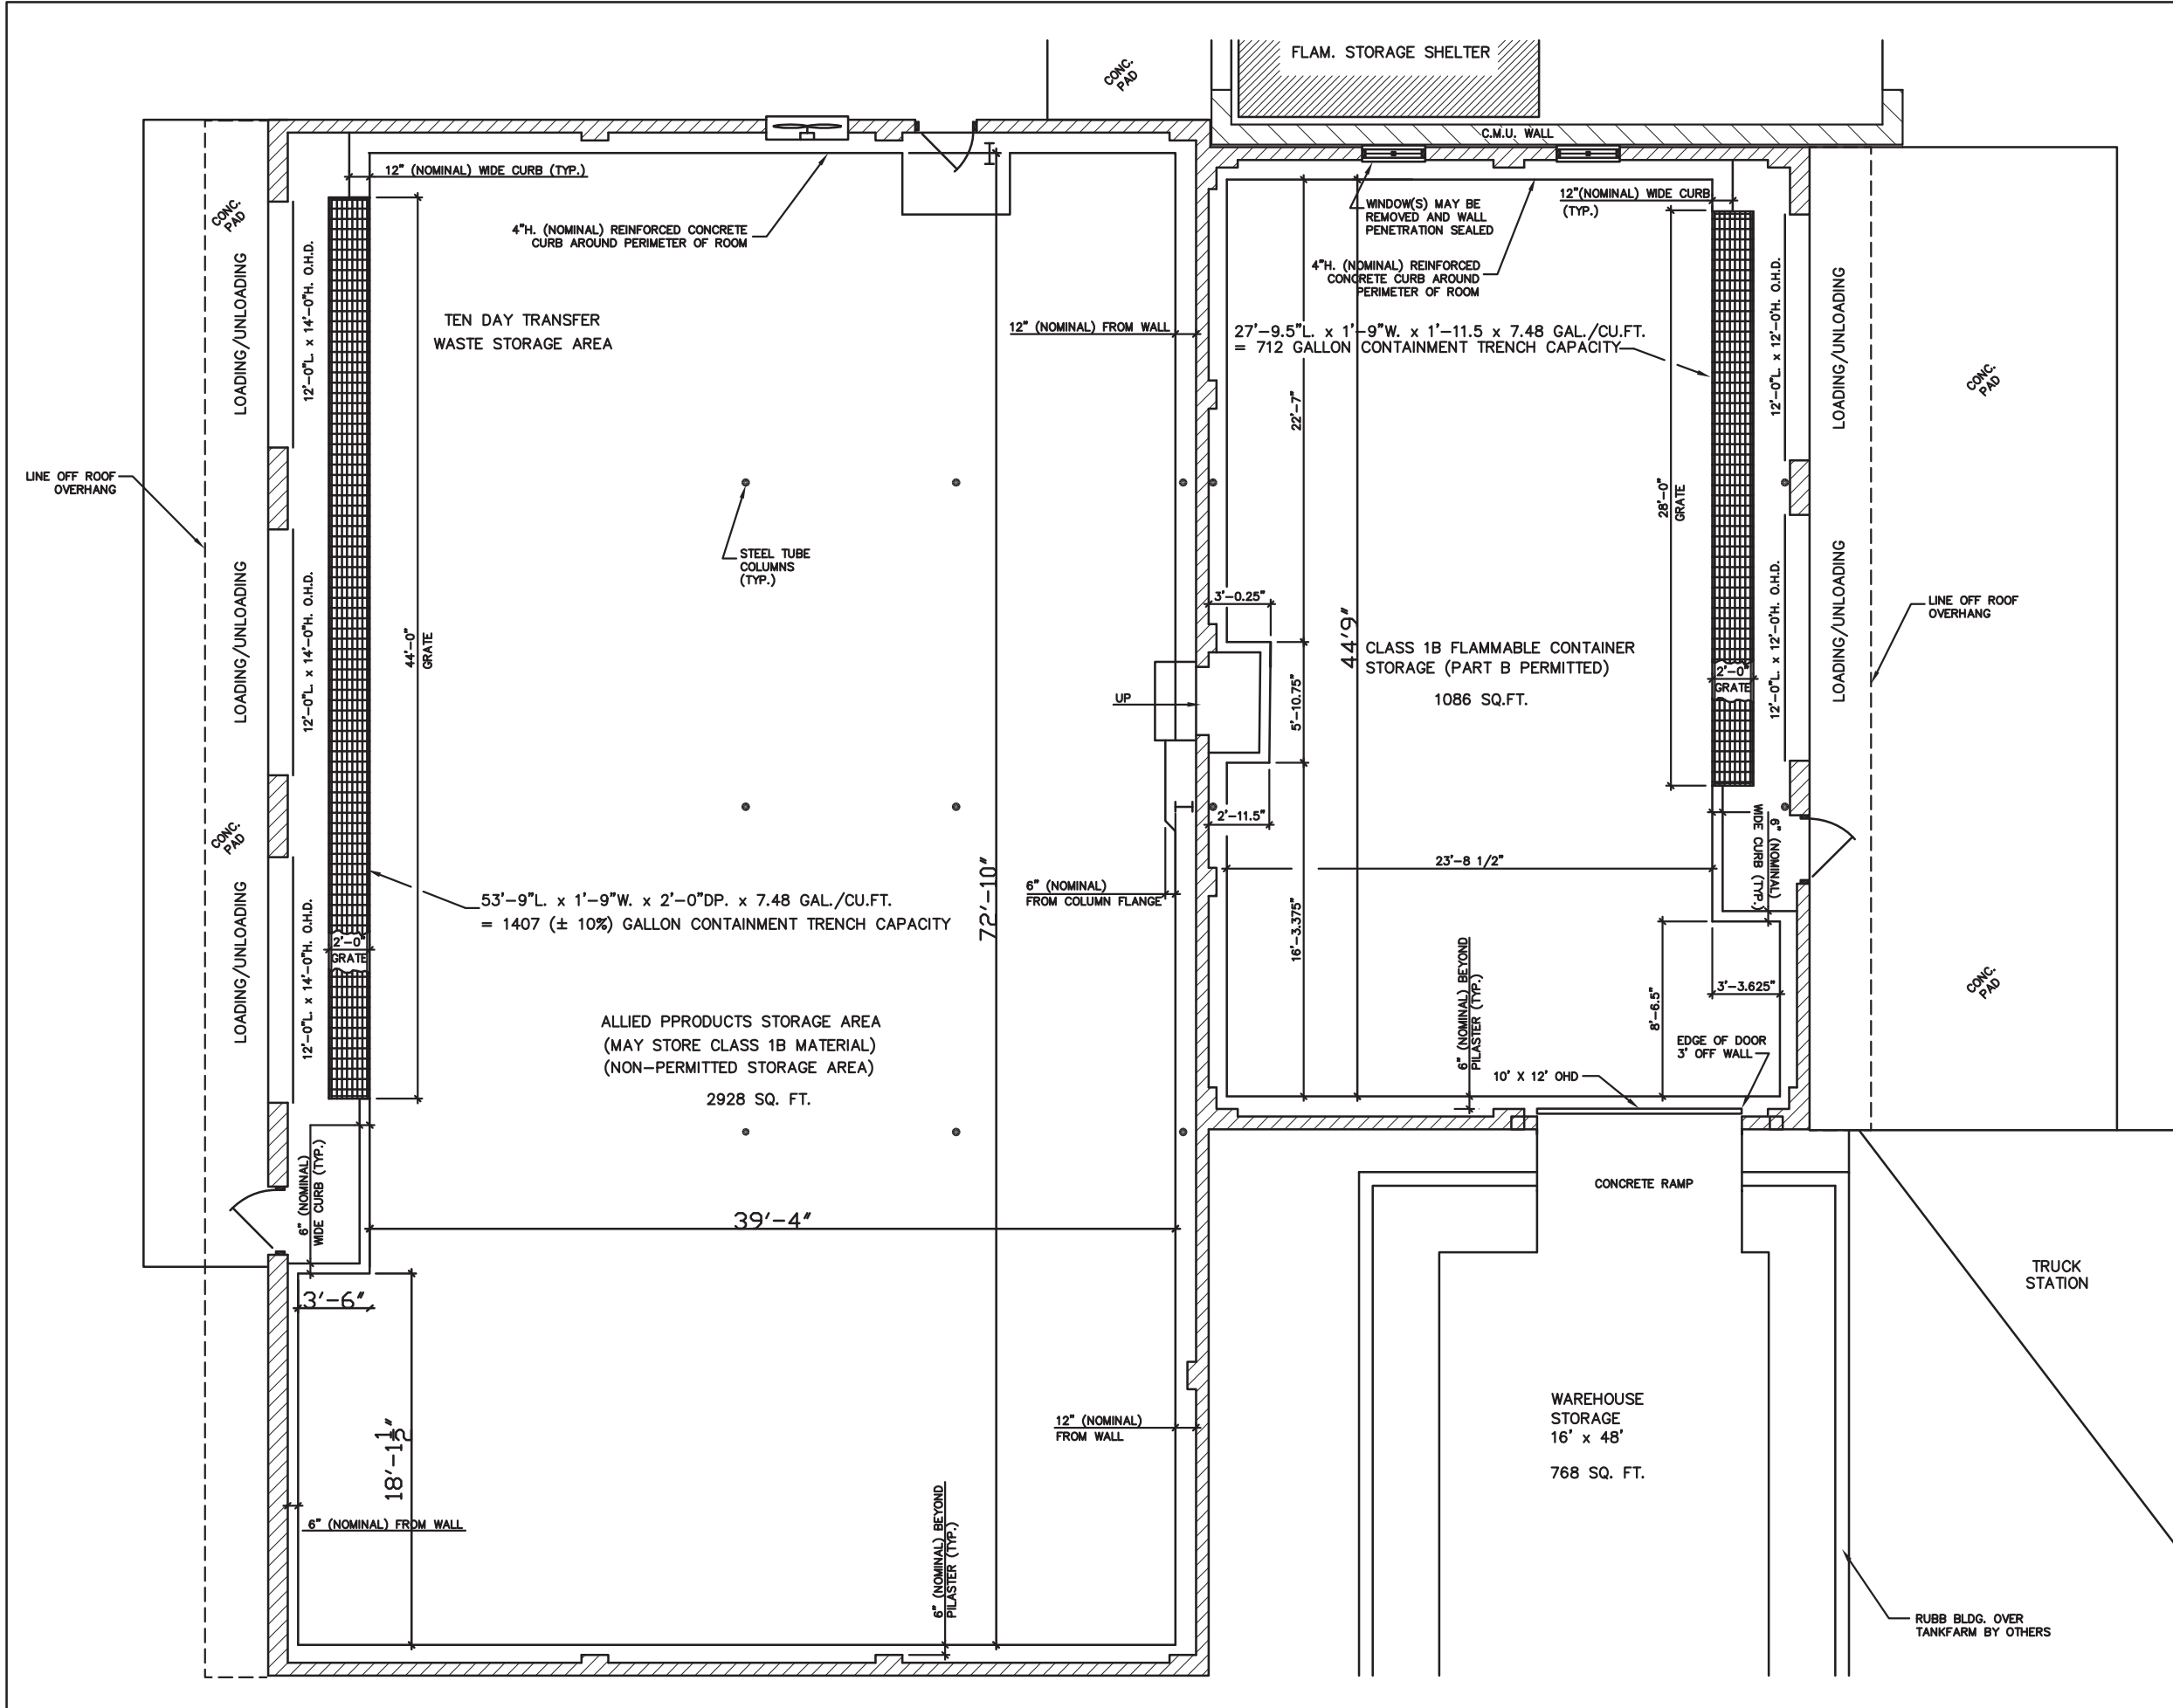 FLAM. STORAGE SHELTER
CONC.
PAD
C.M.U. WALL
12" (NOMINAL) WIDE CURB (TYP.)
4"H. (NOMINAL) REINFORCED CONCRETE
CURB AROUND PERIMETER OF ROOM
CONC.
PAD
LOADING/UNLOADING
12'-0"L. x 14'-0"H. O.H.D.
TEN DAY TRANSFER
WASTE STORAGE AREA
12" (NOMINAL) FROM WALL
LINE OFF ROOF
OVERHANG
STEEL TUBE
COLUMNS
(TYP.)
LOADING/UNLOADING
12'-0"L. x 14'-0"H. O.H.D.
44'-0"
GRATE
UP
CONC.
PAD
LOADING/UNLOADING
12'-0"L. x 14'-0"H. O.H.D.
53'-9"L. x 1'-9"W. x 2'-0"DP. x 7.48 GAL./CU.FT.
= 1407 (± 10%) GALLON CONTAINMENT TRENCH CAPACITY
2'-0"
GRATE
72'-10"
6" (NOMINAL)
FROM COLUMN FLANGE
ALLIED PPRODUCTS STORAGE AREA
(MAY STORE CLASS 1B MATERIAL)
(NON-PERMITTED STORAGE AREA)
2928 SQ. FT.
6" (NOMINAL)
WIDE CURB (TYP.)
39'-4"
3'-6"
18'-1½"
6" (NOMINAL) FROM WALL
12" (NOMINAL)
FROM WALL
6" (NOMINAL) BEYOND
PILASTER (TYP.)
WINDOW(S) MAY BE
REMOVED AND WALL
PENETRATION SEALED
12"(NOMINAL) WIDE CURB
(TYP.)
4"H. (NOMINAL) REINFORCED
CONCRETE CURB AROUND
PERIMETER OF ROOM
27'-9.5"L. x 1'-9"W. x 1'-11.5 x 7.48 GAL./CU.FT.
= 712 GALLON CONTAINMENT TRENCH CAPACITY
12'-0"L. x 12'-0"H. O.H.D.
LOADING/UNLOADING
CONC.
PAD
22'-7"
28'-0"
GRATE
3'-0.25"
44'9"
CLASS 1B FLAMMABLE CONTAINER
STORAGE (PART B PERMITTED)
1086 SQ.FT.
5'-10.75"
2'-0"
GRATE
12'-0"L. x 12'-0"H. O.H.D.
LOADING/UNLOADING
LINE OFF ROOF
OVERHANG
2'-11.5"
23'-8 1/2"
6" (NOMINAL)
WIDE CURB (TYP.)
16'-3.375"
6" (NOMINAL) BEYOND
PILASTER (TYP.)
8'-6.5"
3'-3.625"
CONC.
PAD
EDGE OF DOOR
3' OFF WALL
10' X 12' OHD
CONCRETE RAMP
TRUCK
STATION
WAREHOUSE
STORAGE
16' x 48'
768 SQ. FT.
RUBB BLDG. OVER
TANKFARM BY OTHERS